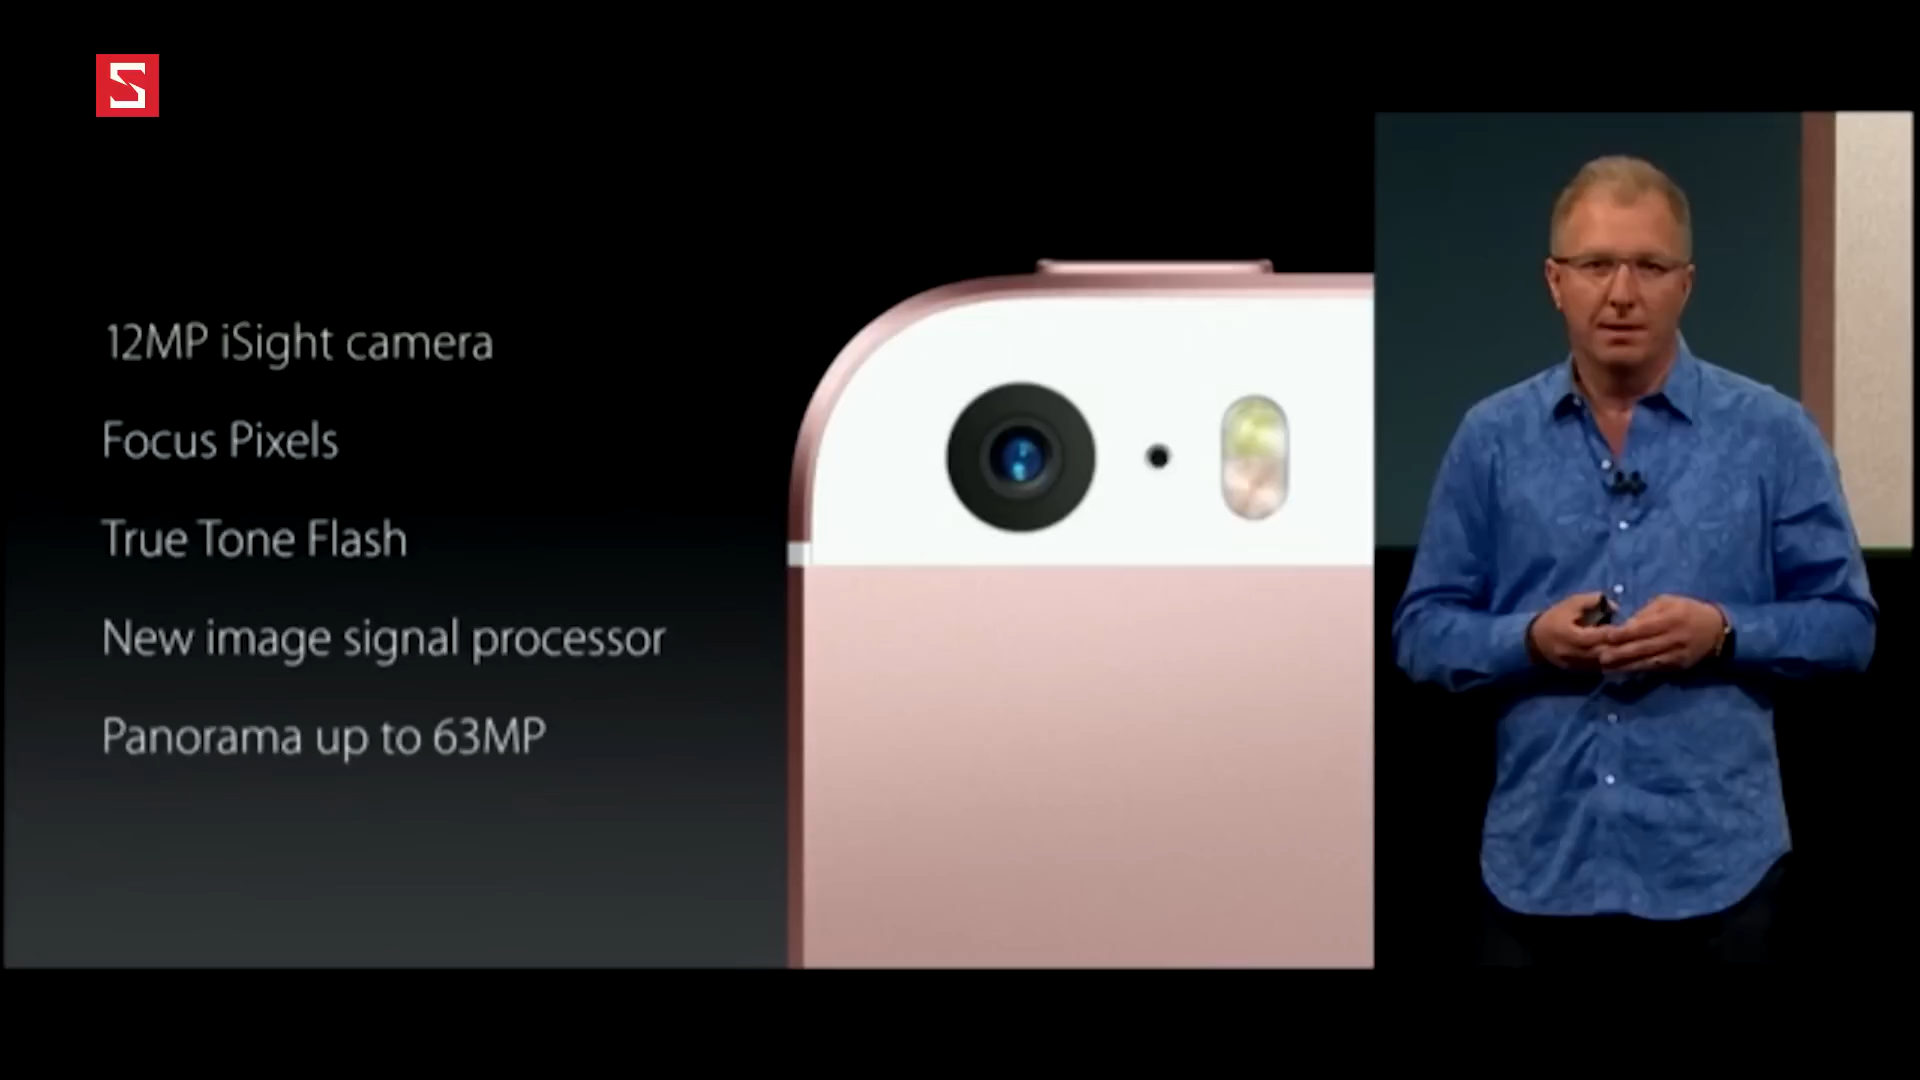 S
12MP iSight camera
Focus Pixels
True Tone Flash
New image signal processor
Panorama up to 63MP